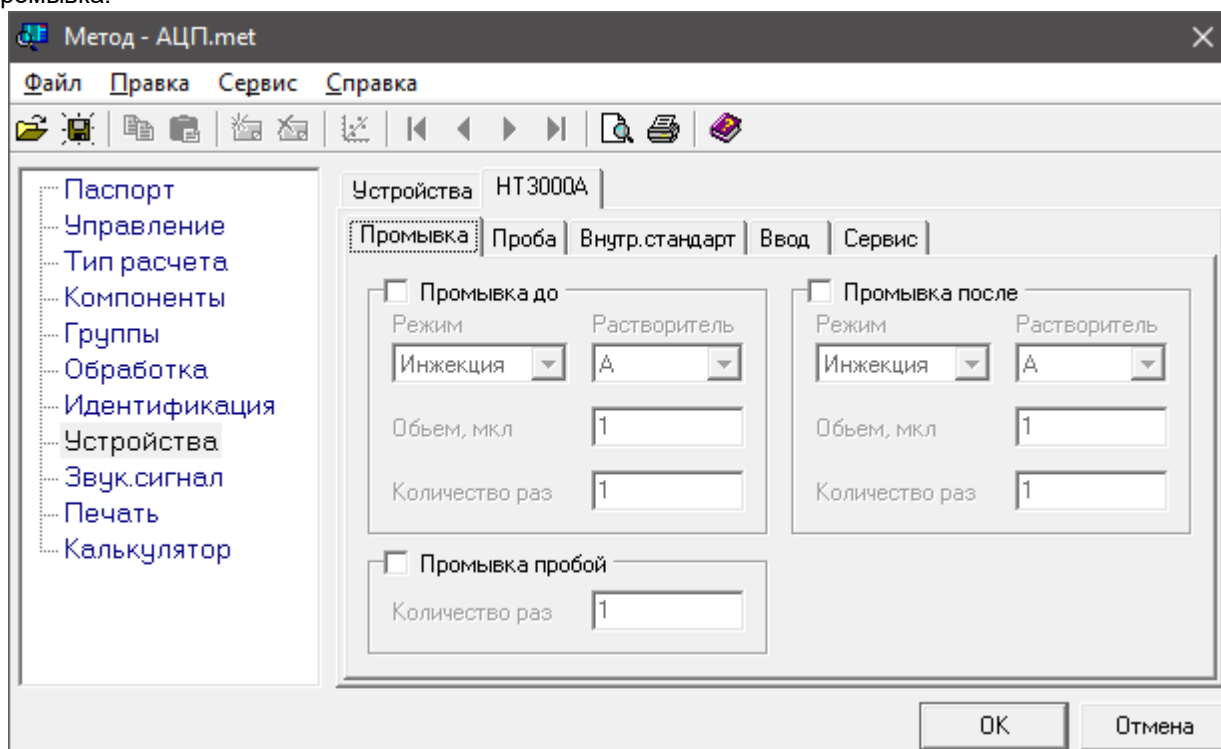 ромывка.
Метод - АЦП.met
Файл Правка Сервис Справка
Паспорт
Управление
Тип расчета
Компоненты
Группы
Обработка
Идентификация
Устройства
Звук.сигнал
Печать
Калькулятор
Устройства HT3000A
Промывка Проба Внутр.стандарт Ввод Сервис
Промывка до
Режим Растворитель
Инжекция A
Обьем, мкл 1
Количество раз 1
Промывка после
Режим Растворитель
Инжекция A
Обьем, мкл 1
Количество раз 1
Промывка пробой
Количество раз 1
OK Отмена